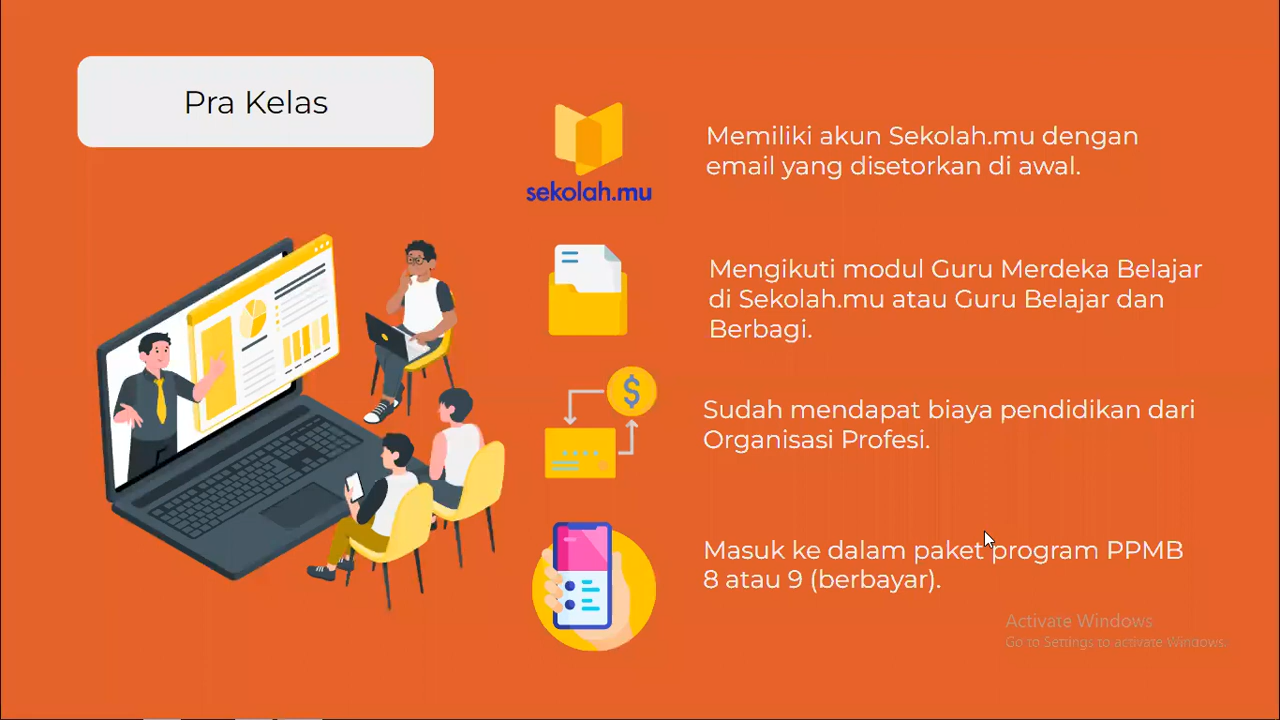 Pra Kelas
sekolah.mu
Memiliki akun Sekolah.mu dengan
email yang disetorkan di awal.
Mengikuti modul Guru Merdeka Belajar
di Sekolah.mu atau Guru Belajar dan
Berbagi.
$
Sudah mendapat biaya pendidikan dari
Organisasi Profesi.
Masuk ke dalam paket program PPMB
8 atau 9 (berbayar).
Activate Windows
Go to Settings to activate Windows.